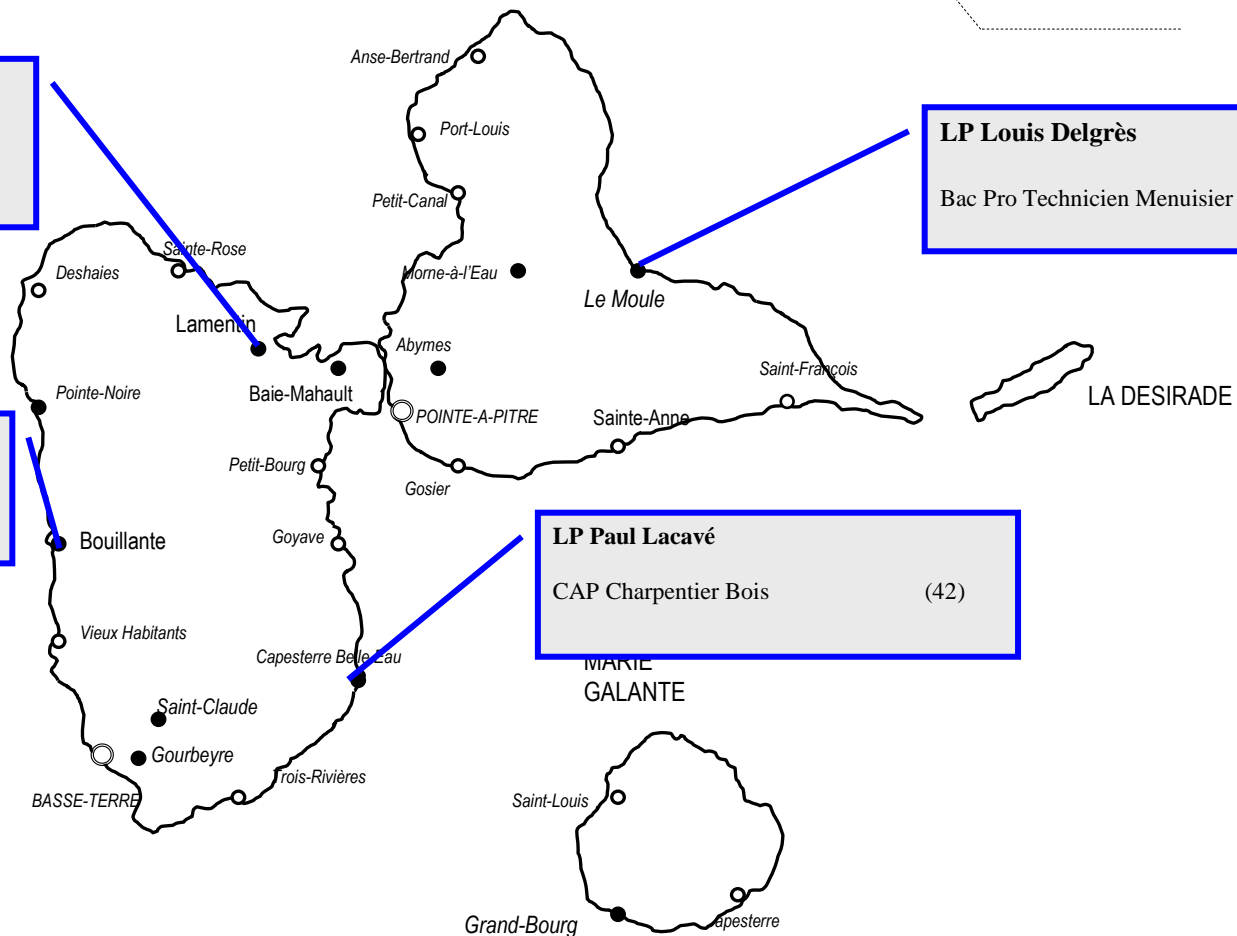 Anse-Bertrand
Port-Louis
Petit-Canal
LP Louis Delgrès
Bac Pro Technicien Menuisier
Sainte-Rose
Deshaies
Morne-à-l'Eau
Le Moule
Lamentin
Abymes
Baie-Mahault
Saint-François
Pointe-Noire
LA DESIRADE
POINTE-A-PITRE
Sainte-Anne
Petit-Bourg
Gosier
Bouillante
Goyave
LP Paul Lacavé
CAP Charpentier Bois (42)
Vieux Habitants
Capesterre Belle Eau
MARIE
GALANTE
Saint-Claude
Gourbeyre
Trois-Rivières
BASSE-TERRE
Saint-Louis
apesterre
Grand-Bourg